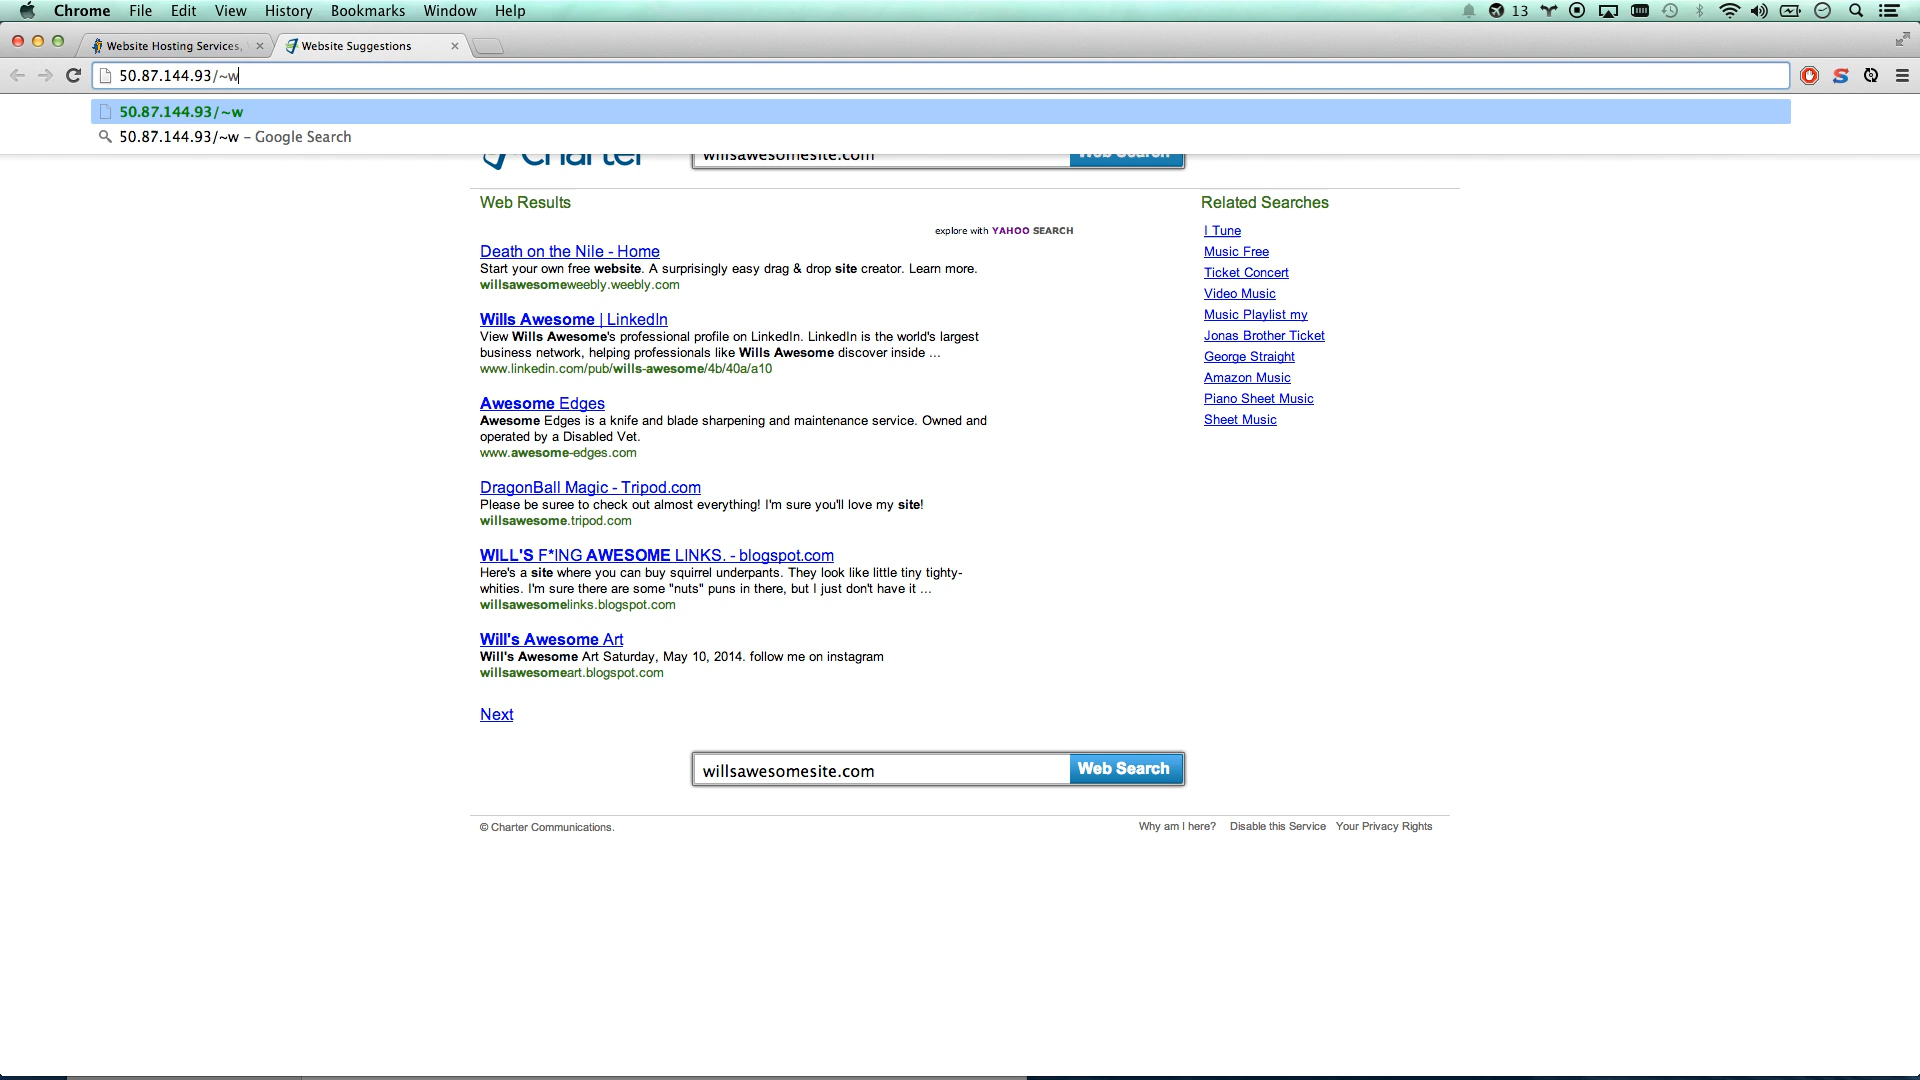 Chrome File Edit View History Bookmarks Window Help 13
Website Hosting Services,
Website Suggestions
50.87.144.93/~w
50.87.144.93/~w
50.87.144.93/~w – Google Search
Charter willsawesomesite.com Web Search
Web Results
explore with YAHOO SEARCH
Death on the Nile - Home
Start your own free website. A surprisingly easy drag & drop site creator. Learn more.
willsawesomeweebly.weebly.com
Wills Awesome | LinkedIn
View Wills Awesome's professional profile on LinkedIn. LinkedIn is the world's largest
business network, helping professionals like Wills Awesome discover inside ...
www.linkedin.com/pub/wills-awesome/4b/40a/a10
Awesome Edges
Awesome Edges is a knife and blade sharpening and maintenance service. Owned and
operated by a Disabled Vet.
www.awesome-edges.com
DragonBall Magic - Tripod.com
Please be suree to check out almost everything! I'm sure you'll love my site!
willsawesome.tripod.com
WILL'S F*ING AWESOME LINKS. - blogspot.com
Here's a site where you can buy squirrel underpants. They look like little tiny tighty-
whities. I'm sure there are some "nuts" puns in there, but I just don't have it ...
willsawesomelinks.blogspot.com
Will's Awesome Art
Will's Awesome Art Saturday, May 10, 2014. follow me on instagram
willsawesomeart.blogspot.com
Next
Related Searches
I Tune
Music Free
Ticket Concert
Video Music
Music Playlist my
Jonas Brother Ticket
George Straight
Amazon Music
Piano Sheet Music
Sheet Music
willsawesomesite.com Web Search
© Charter Communications.
Why am I here? Disable this Service Your Privacy Rights